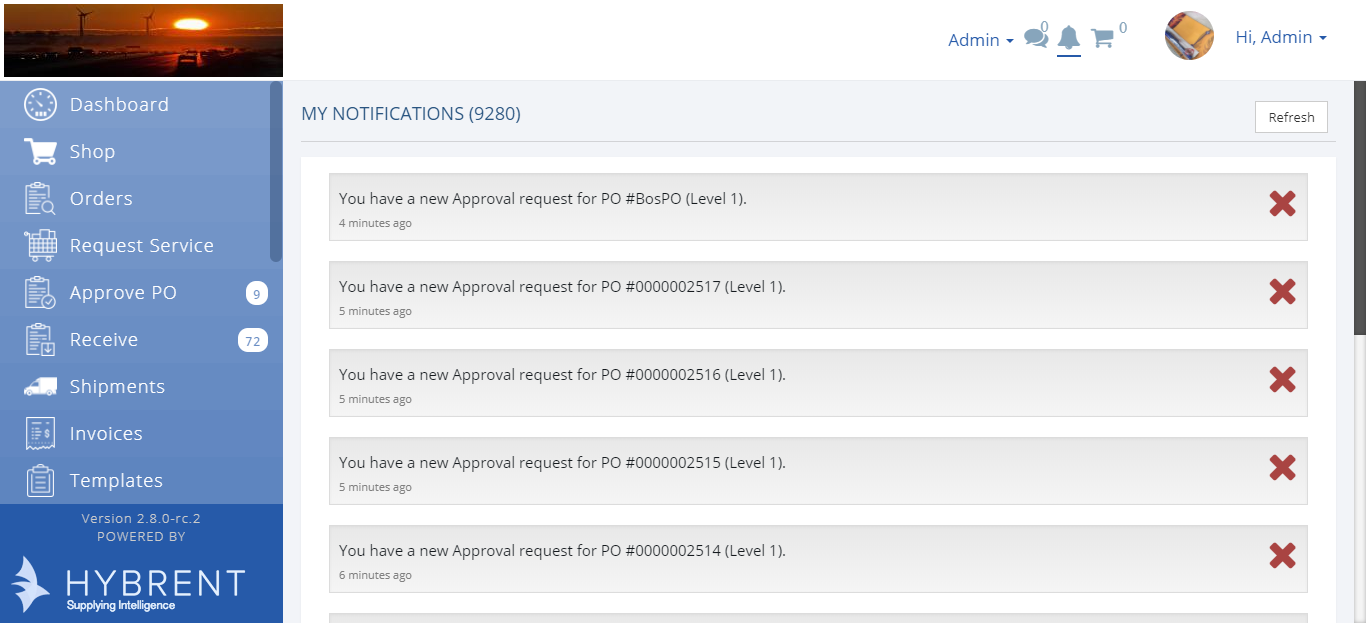 Admin
0
0
Hi, Admin
Dashboard
Shop
Orders
Request Service
Approve PO
9
Receive
72
Shipments
Invoices
Templates
Version 2.8.0-rc.2
POWERED BY
HYBRENT
Supplying Intelligence
MY NOTIFICATIONS (9280)
Refresh
You have a new Approval request for PO #BosPO (Level 1).
4 minutes ago
You have a new Approval request for PO #0000002517 (Level 1).
5 minutes ago
You have a new Approval request for PO #0000002516 (Level 1).
5 minutes ago
You have a new Approval request for PO #0000002515 (Level 1).
5 minutes ago
You have a new Approval request for PO #0000002514 (Level 1).
6 minutes ago